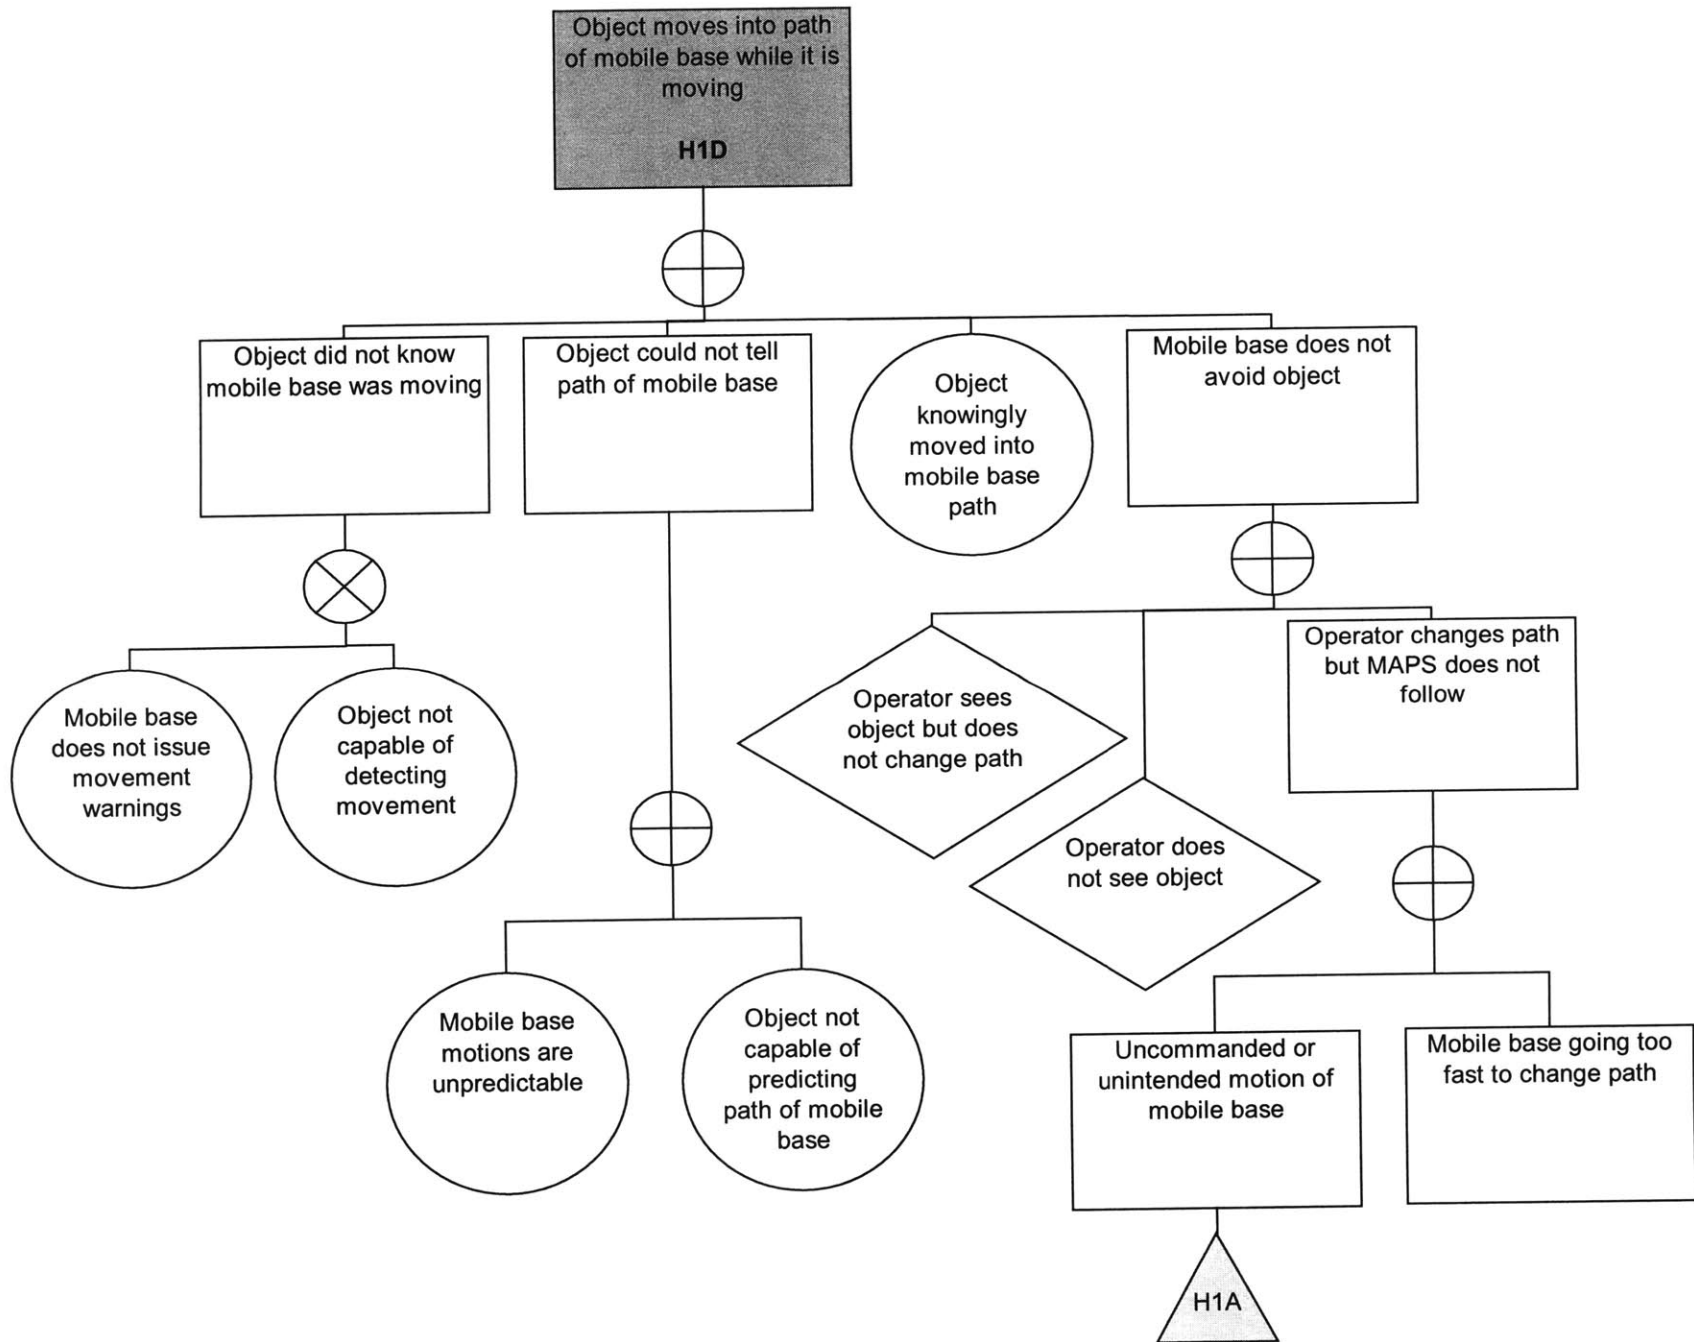 Object moves into path
of mobile base while it is
moving
H1D
Object did not know
mobile base was moving
Object could not tell
path of mobile base
Object
knowingly
moved into
mobile base
path
Mobile base does not
avoid object
Mobile base
does not issue
movement
warnings
Object not
capable of
detecting
movement
Operator sees
object but does
not change path
Operator does
not see object
Operator changes path
but MAPS does not
follow
Mobile base
motions are
unpredictable
Object not
capable of
predicting
path of mobile
base
Uncommanded or
unintended motion of
mobile base
Mobile base going too
fast to change path
H1A